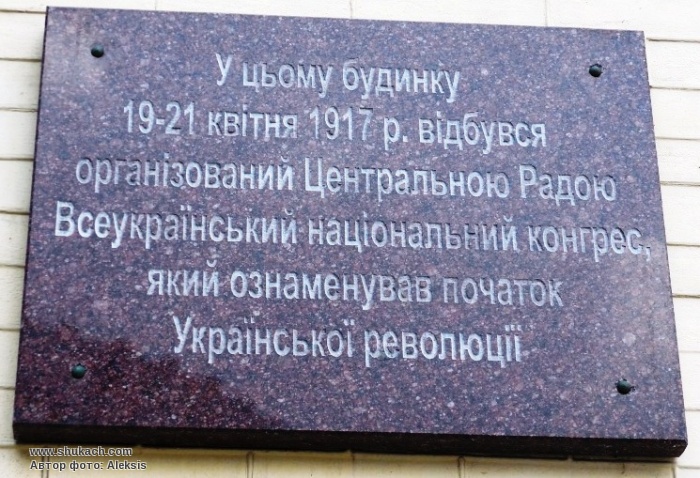 У цьому будинку
19-21 квітня 1917 р. відбувся
організований Центральною Радою
Всеукраїнський національний конгрес,
який ознаменував початок
Української революції
www.shukach.com
Автор фото: Aleksis